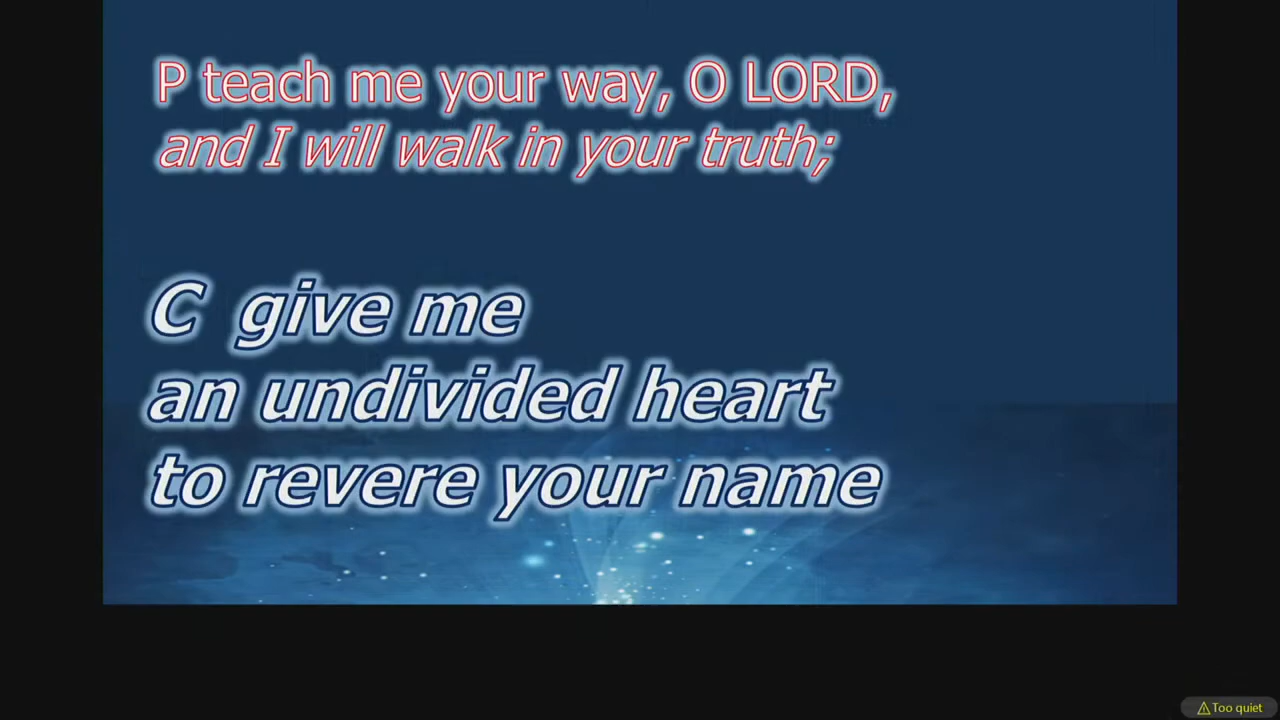 P teach me your way, O LORD,
and I will walk in your truth;
C give me
an undivided heart
to revere your name
Too quiet